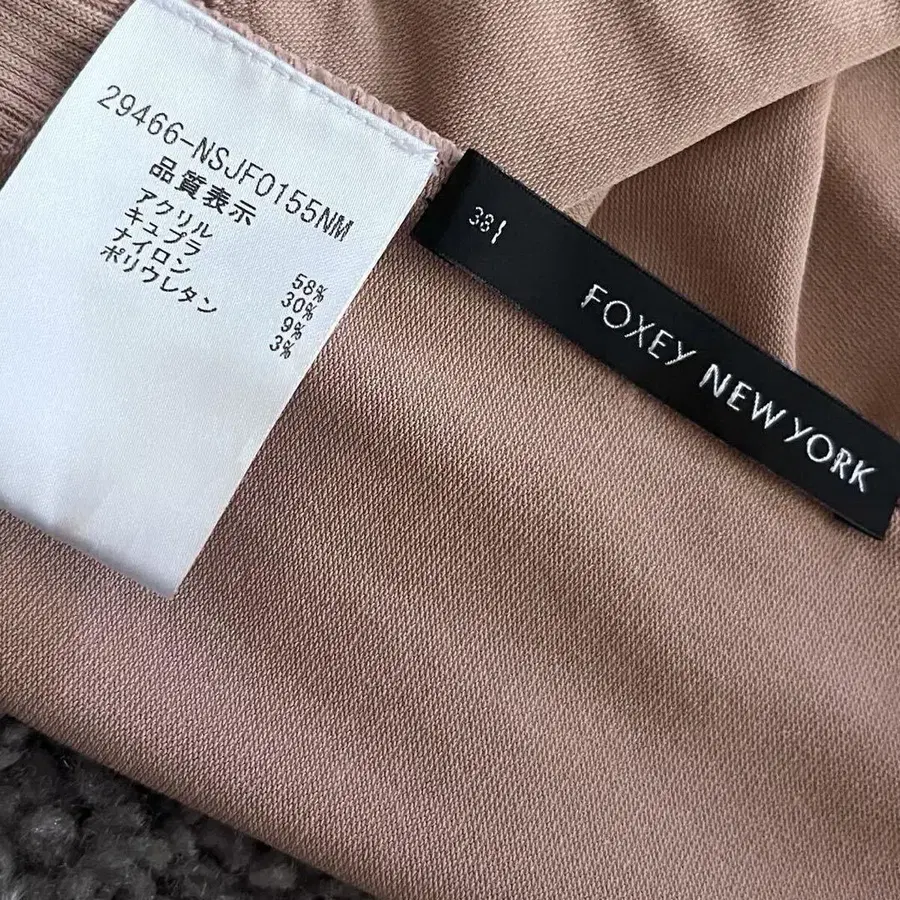 29466-NSJF0155NM
品質表示
アクリル 58%
キュプラ 30%
ナイロン 9%
ポリウレタン 3%
38
FOXEY NEW YORK